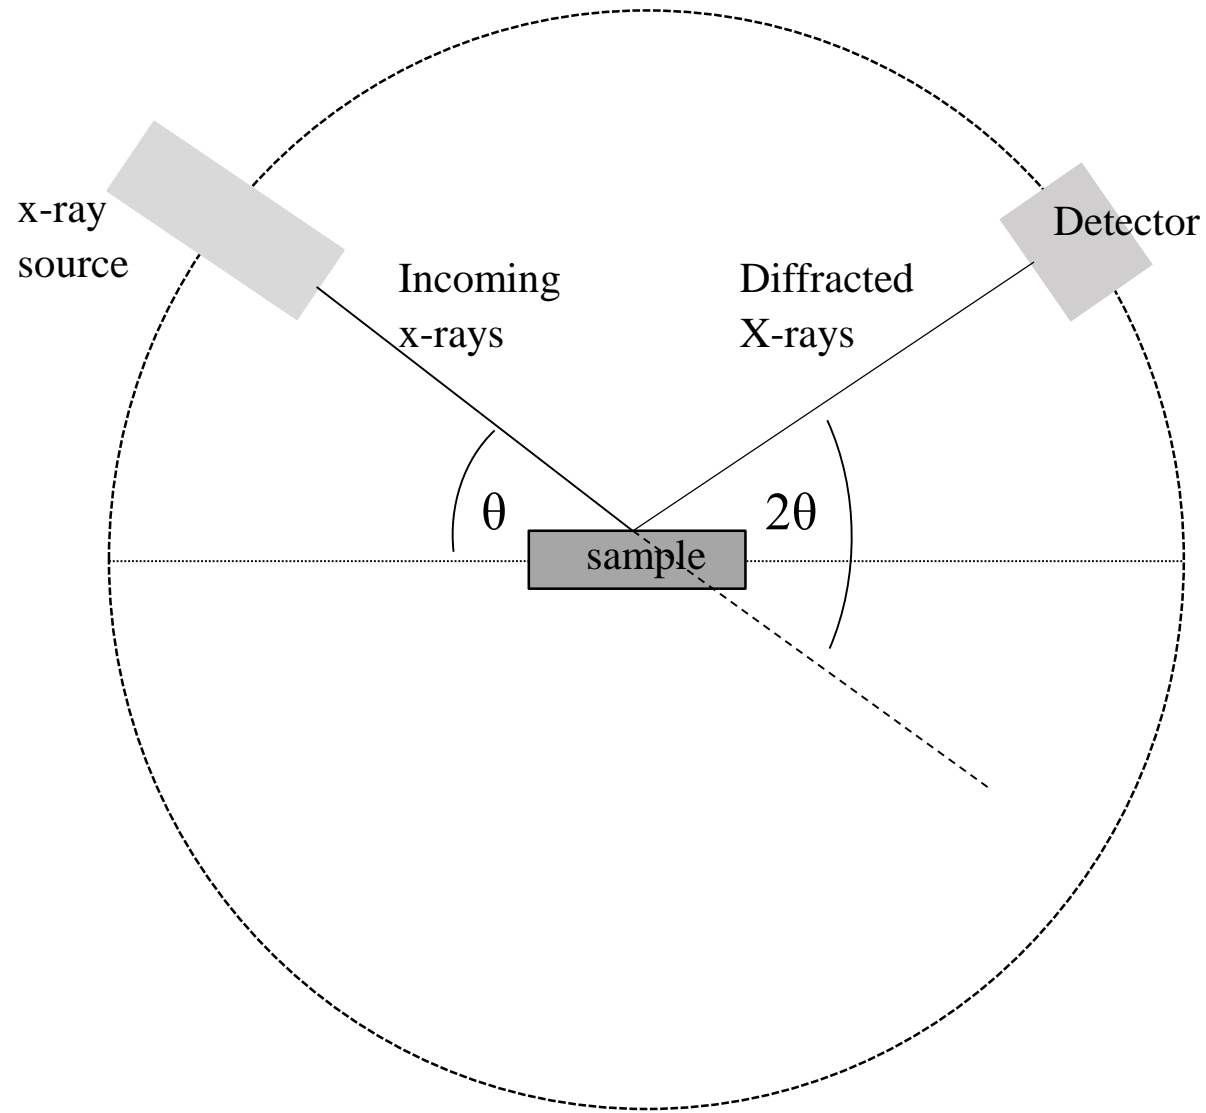 x-ray
source
Incoming
x-rays
Diffracted
X-rays
Detector
θ
sample
2θ